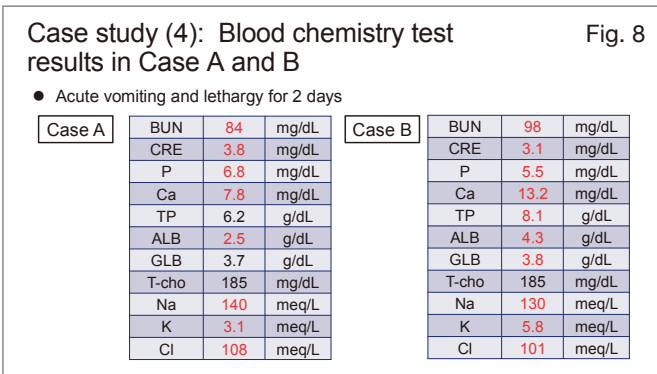 Case study (4): Blood chemistry test Fig. 8
results in Case A and B
● Acute vomiting and lethargy for 2 days
Case A
BUN 84 mg/dL
CRE 3.8 mg/dL
P 6.8 mg/dL
Ca 7.8 mg/dL
TP 6.2 g/dL
ALB 2.5 g/dL
GLB 3.7 g/dL
T-cho 185 mg/dL
Na 140 meq/L
K 3.1 meq/L
Cl 108 meq/L
Case B
BUN 98 mg/dL
CRE 3.1 mg/dL
P 5.5 mg/dL
Ca 13.2 mg/dL
TP 8.1 g/dL
ALB 4.3 g/dL
GLB 3.8 g/dL
T-cho 185 mg/dL
Na 130 meq/L
K 5.8 meq/L
Cl 101 meq/L